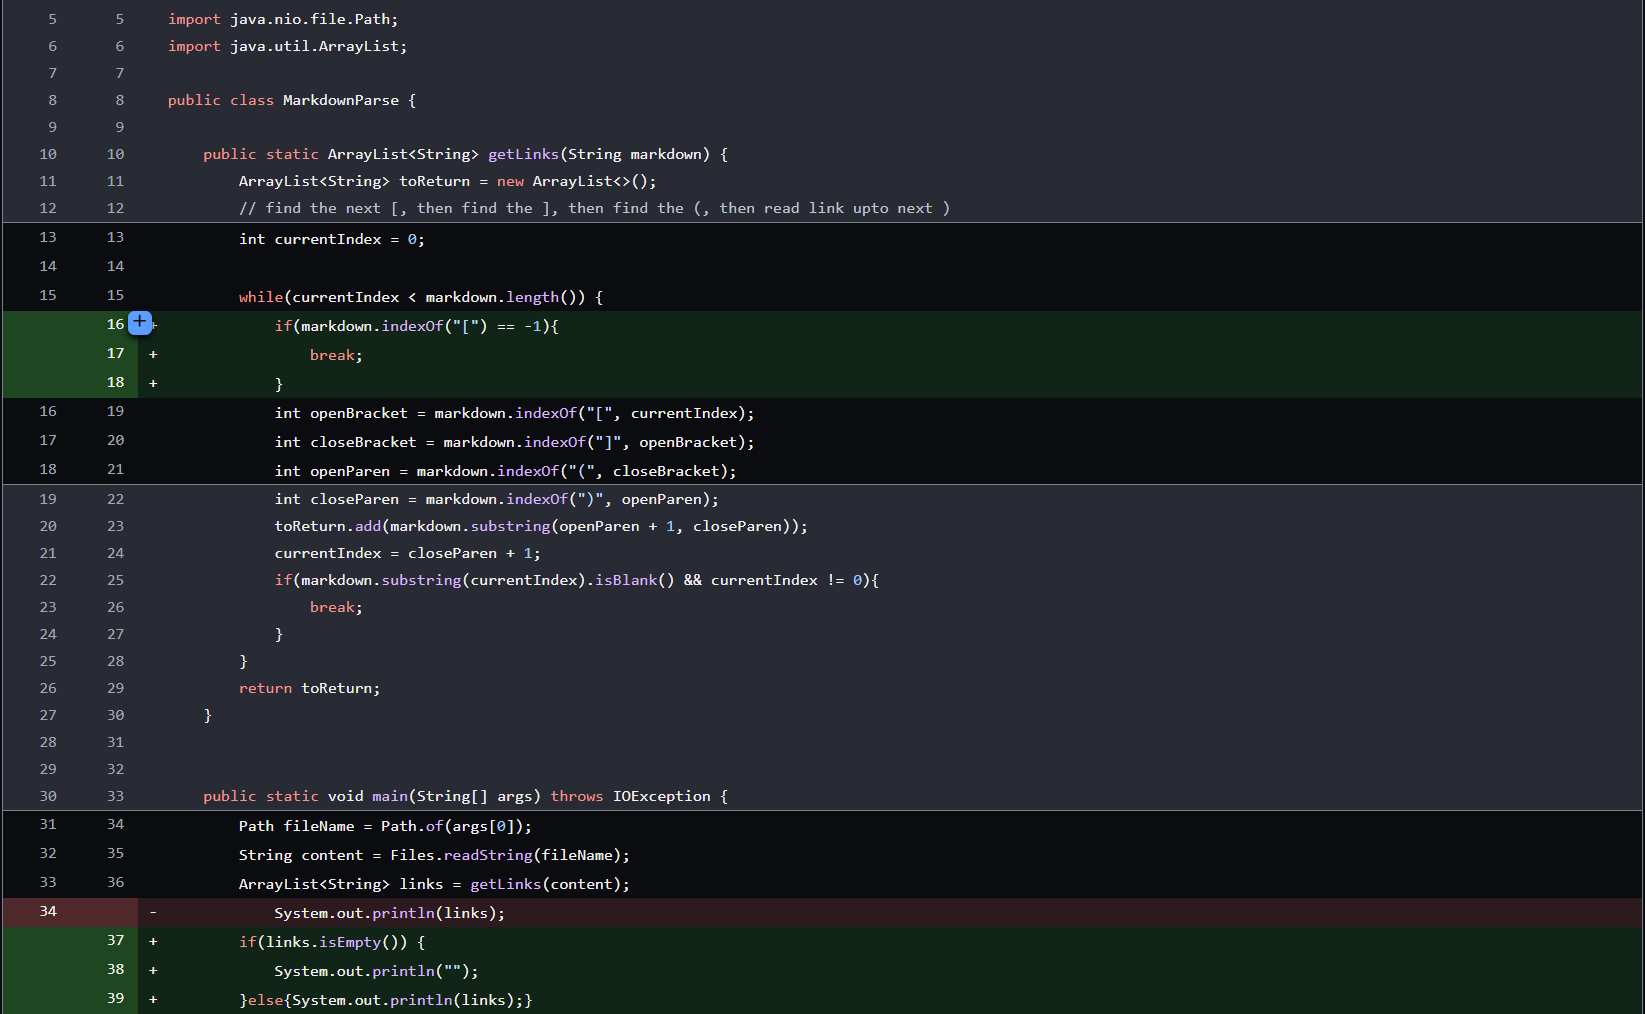 5 5 import java.nio.file.Path;
6 6 import java.util.ArrayList;
7 7
8 8 public class MarkdownParse {
9 9
10 10 public static ArrayList<String> getLinks(String markdown) {
11 11 ArrayList<String> toReturn = new ArrayList<>();
12 12 // find the next [, then find the ], then find the (, then read link upto next )
13 13 int currentIndex = 0;
14 14
15 15 while(currentIndex < markdown.length()) {
16 + if(markdown.indexOf("[") == -1){
17 + break;
18 + }
16 19 int openBracket = markdown.indexOf("[", currentIndex);
17 20 int closeBracket = markdown.indexOf("]", openBracket);
18 21 int openParen = markdown.indexOf("(", closeBracket);
19 22 int closeParen = markdown.indexOf(")", openParen);
20 23 toReturn.add(markdown.substring(openParen + 1, closeParen));
21 24 currentIndex = closeParen + 1;
22 25 if(markdown.substring(currentIndex).isBlank() && currentIndex != 0){
23 26 break;
24 27 }
25 28 }
26 29 return toReturn;
27 30 }
28 31
29 32
30 33 public static void main(String[] args) throws IOException {
31 34 Path fileName = Path.of(args[0]);
32 35 String content = Files.readString(fileName);
33 36 ArrayList<String> links = getLinks(content);
34 - System.out.println(links);
37 + if(links.isEmpty()) {
38 + System.out.println("");
39 + }else{System.out.println(links);}